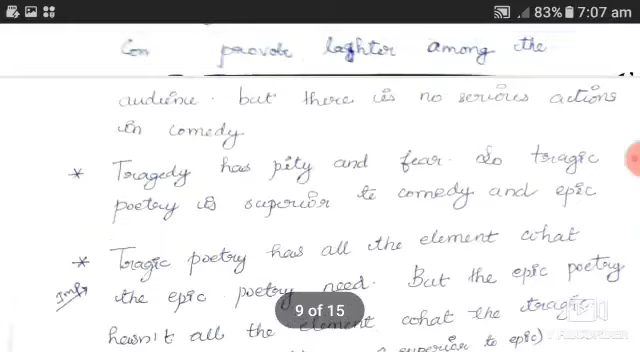 83% 7:07 am
Can provok laghter among the
audience. but there is no serious actions
in comedy
* Tragedy has pity and fear. So tragic
poetry is superior to comedy and epic
* Tragic poetry has all the element what
Imp the epic poetry need. But the epic poetry
9 of 15
hasn't all the element what the tragic
superior to epic)